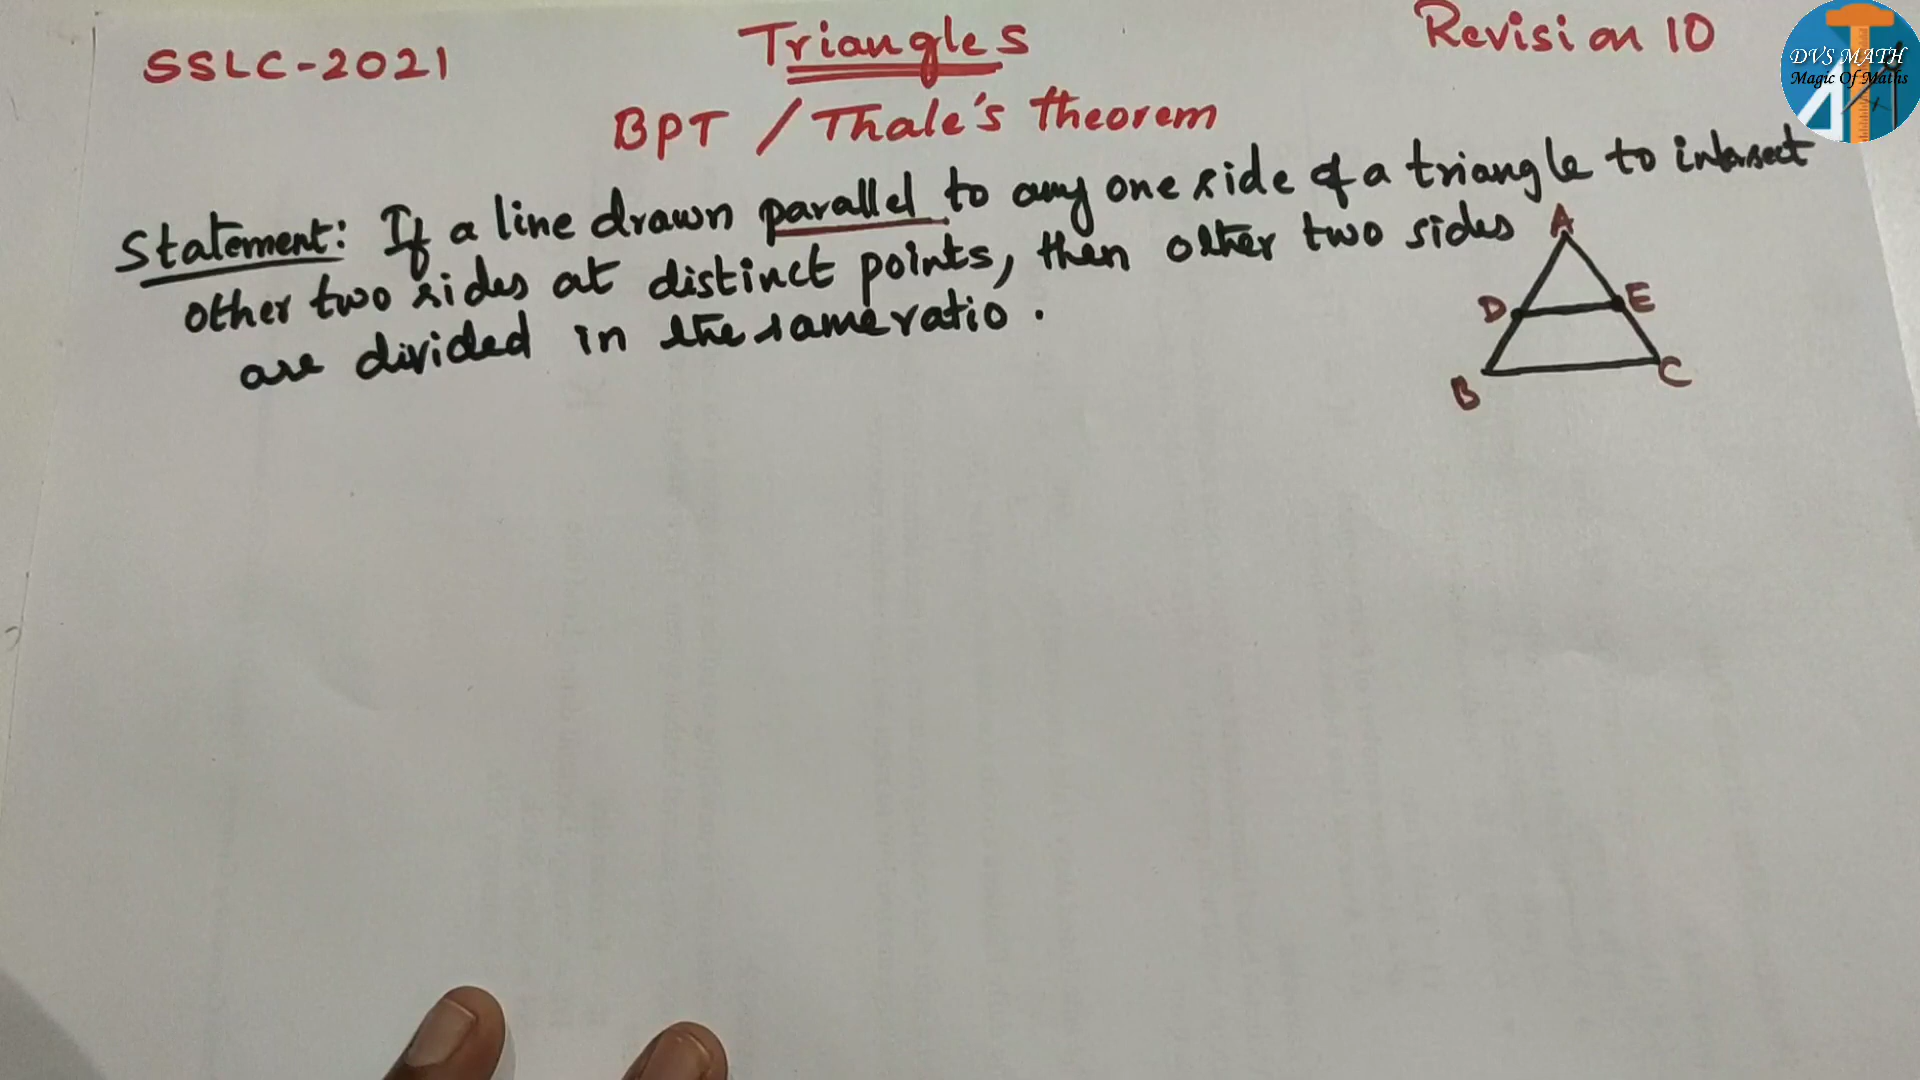 SSLC-2021
Triangles
Revision 10
DVS MATH
Magic Of Maths
BPT / Thale's theorem
Statement: If a line drawn parallel to any one side of a triangle to intersect
other two sides at distinct points, then other two sides
are divided in the same ratio.
A
D E
B C